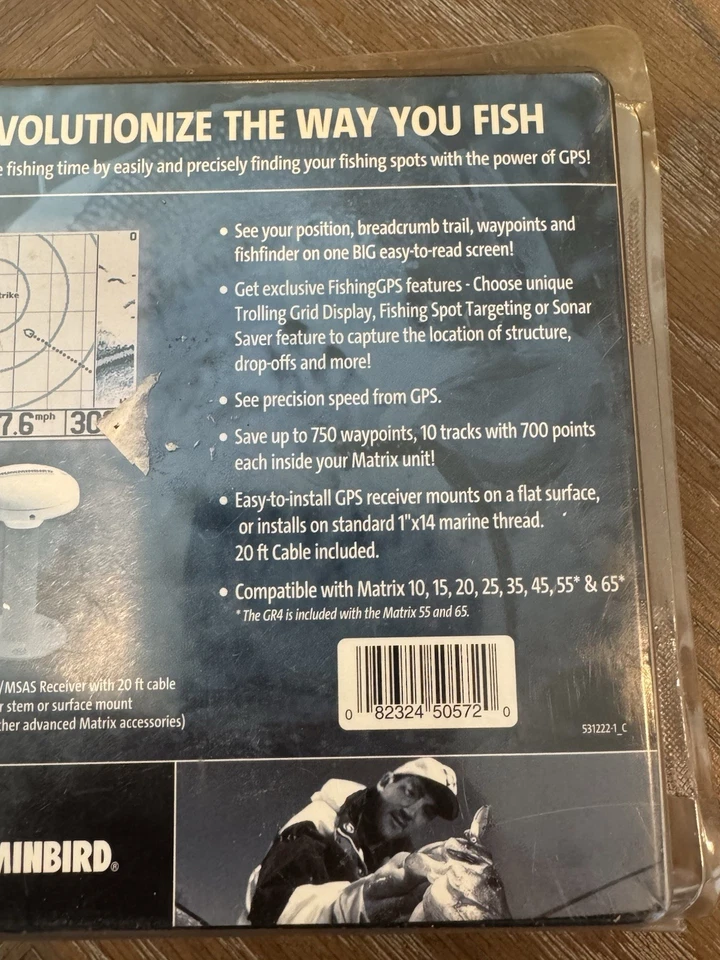 VOLUTIONIZE THE WAY YOU FISH
e fishing time by easily and precisely finding your fishing spots with the power of GPS!
• See your position, breadcrumb trail, waypoints and
fishfinder on one BIG easy-to-read screen!
• Get exclusive FishingGPS features - Choose unique
Trolling Grid Display, Fishing Spot Targeting or Sonar
Saver feature to capture the location of structure,
drop-offs and more!
• See precision speed from GPS.
• Save up to 750 waypoints, 10 tracks with 700 points
each inside your Matrix unit!
• Easy-to-install GPS receiver mounts on a flat surface,
or installs on standard 1"x14 marine thread.
20 ft Cable included.
• Compatible with Matrix 10, 15, 20, 25, 35, 45, 55* & 65*
* The GR4 is included with the Matrix 55 and 65.
0
trike
7.6 mph 30
/MSAS Receiver with 20 ft cable
r stem or surface mount
ther advanced Matrix accessories)
0 82324 50572 0
531222-1_C
MINBIRD®